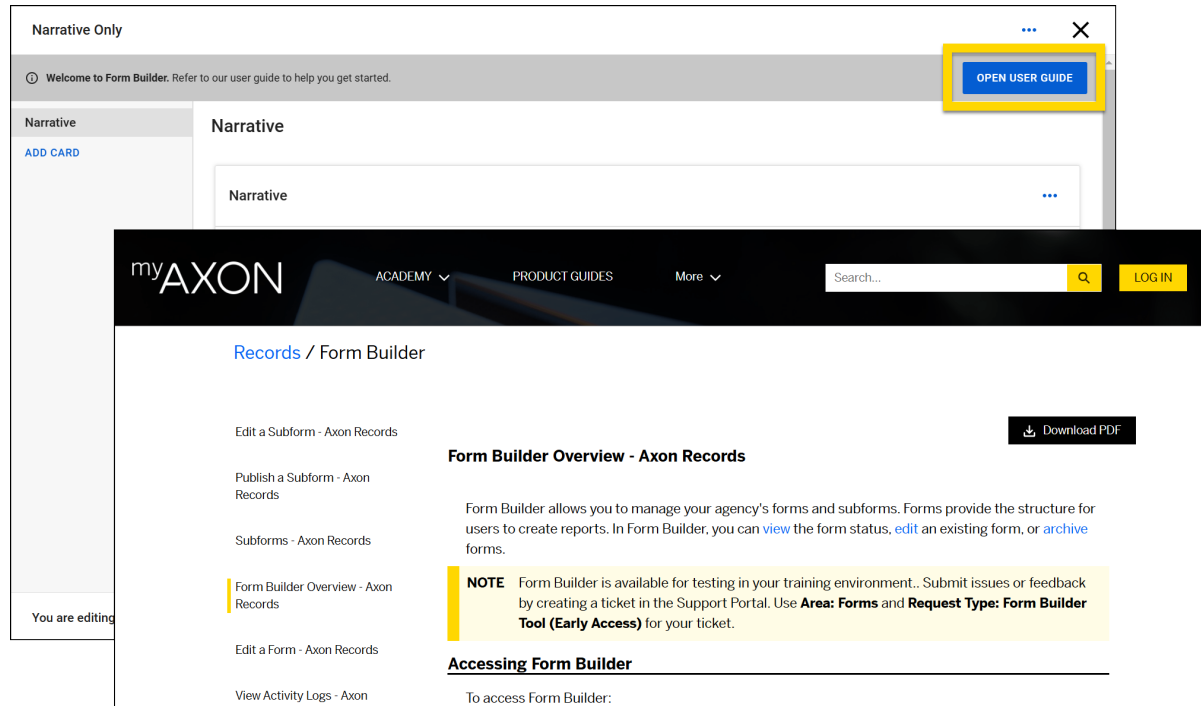 Narrative Only
Welcome to Form Builder. Refer to our user guide to help you get started.
OPEN USER GUIDE
Narrative
ADD CARD
Narrative
Narrative
You are editing
myAXON
ACADEMY
PRODUCT GUIDES
More
Search...
LOG IN
Records / Form Builder
Edit a Subform - Axon Records
Publish a Subform - Axon
Records
Subforms - Axon Records
Form Builder Overview - Axon
Records
Edit a Form - Axon Records
View Activity Logs - Axon
Download PDF
Form Builder Overview - Axon Records
Form Builder allows you to manage your agency's forms and subforms. Forms provide the structure for
users to create reports. In Form Builder, you can view the form status, edit an existing form, or archive
forms.
NOTE Form Builder is available for testing in your training environment.. Submit issues or feedback
by creating a ticket in the Support Portal. Use Area: Forms and Request Type: Form Builder
Tool (Early Access) for your ticket.
Accessing Form Builder
To access Form Builder: